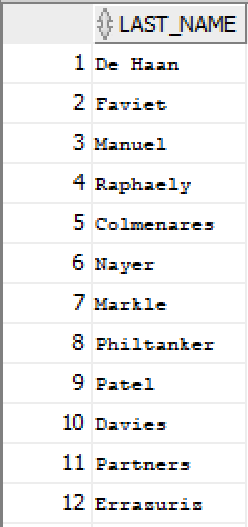 LAST_NAME
1 De Haan
2 Faviet
3 Manuel
4 Raphaely
5 Colmenares
6 Nayer
7 Markle
8 Philtanker
9 Patel
10 Davies
11 Partners
12 Errazuriz